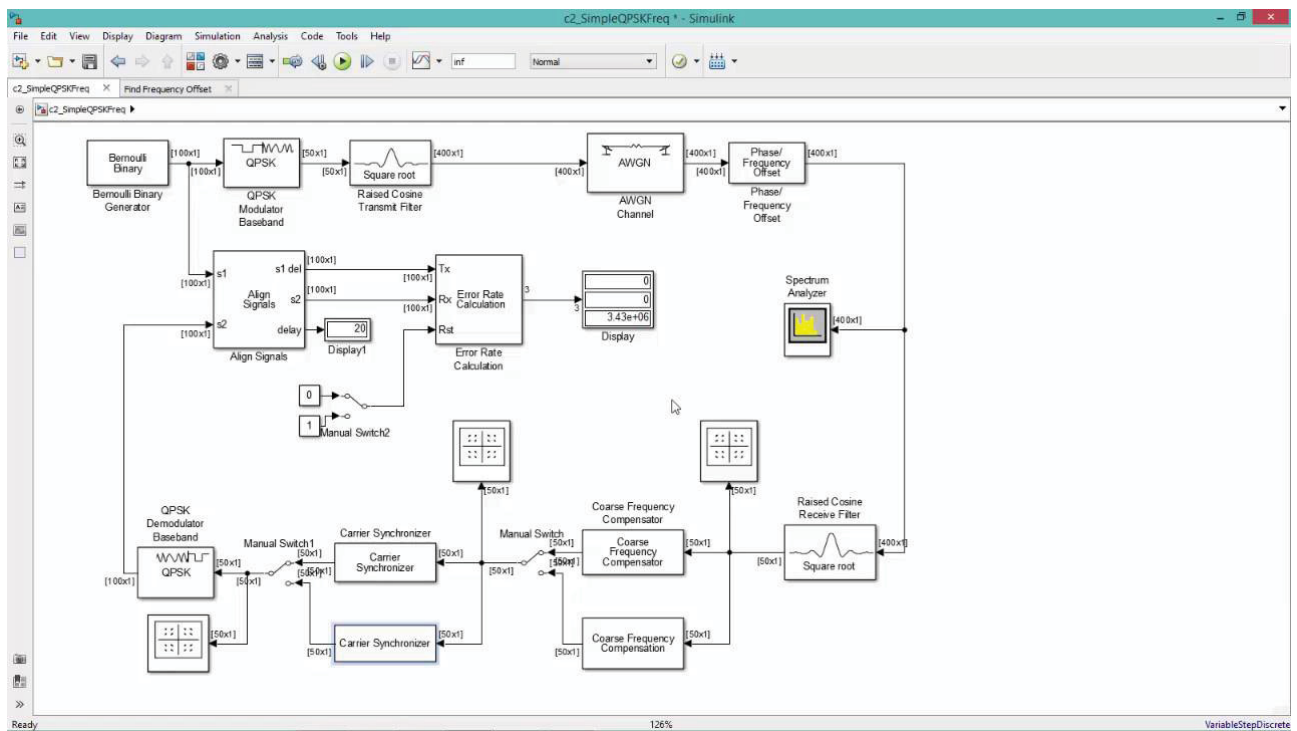 c2_SimpleQPSKFreq * - Simulink
File Edit View Display Diagram Simulation Analysis Code Tools Help
inf
Normal
c2_SimpleQPSKFreq
Find Frequency Offset
c2_SimpleQPSKFreq
Bernoulli
Binary
Bernoulli Binary
Generator
[100x1]
[100x1]
QPSK
QPSK
Modulator
Baseband
[50x1]
[50x1]
Square root
Raised Cosine
Transmit Filter
[400x1]
[400x1]
AWGN
AWGN
Channel
[400x1]
[400x1]
Phase/
Frequency
Offset
Phase/
Frequency
Offset
[400x1]
[100x1]
[100x1]
s1
s2
Align
Signals
s1 del
s2
delay
Align Signals
[100x1]
[100x1]
20
Display1
[100x1]
[100x1]
Tx
Rx
Rst
Error Rate
Calculation
Error Rate
Calculation
3
3
0
0
3.43e+06
Display
Spectrum
Analyzer
[400x1]
0
1
Manual Switch2
[50x1]
[50x1]
QPSK
Demodulator
Baseband
QPSK
[100x1]
[50x1]
Manual Switch1
[50x1]
[50x1]
[50x1]
Carrier Synchronizer
Carrier
Synchronizer
[50x1]
[50x1]
Manual Switch
[50x1]
[50x1]
Coarse Frequency
Compensator
Coarse
Frequency
Compensator
[50x1]
[50x1]
Raised Cosine
Receive Filter
Square root
[400x1]
[50x1]
Carrier Synchronizer
[50x1]
[50x1]
[50x1]
Coarse Frequency
Compensation
[50x1]
Ready
126%
VariableStepDiscrete